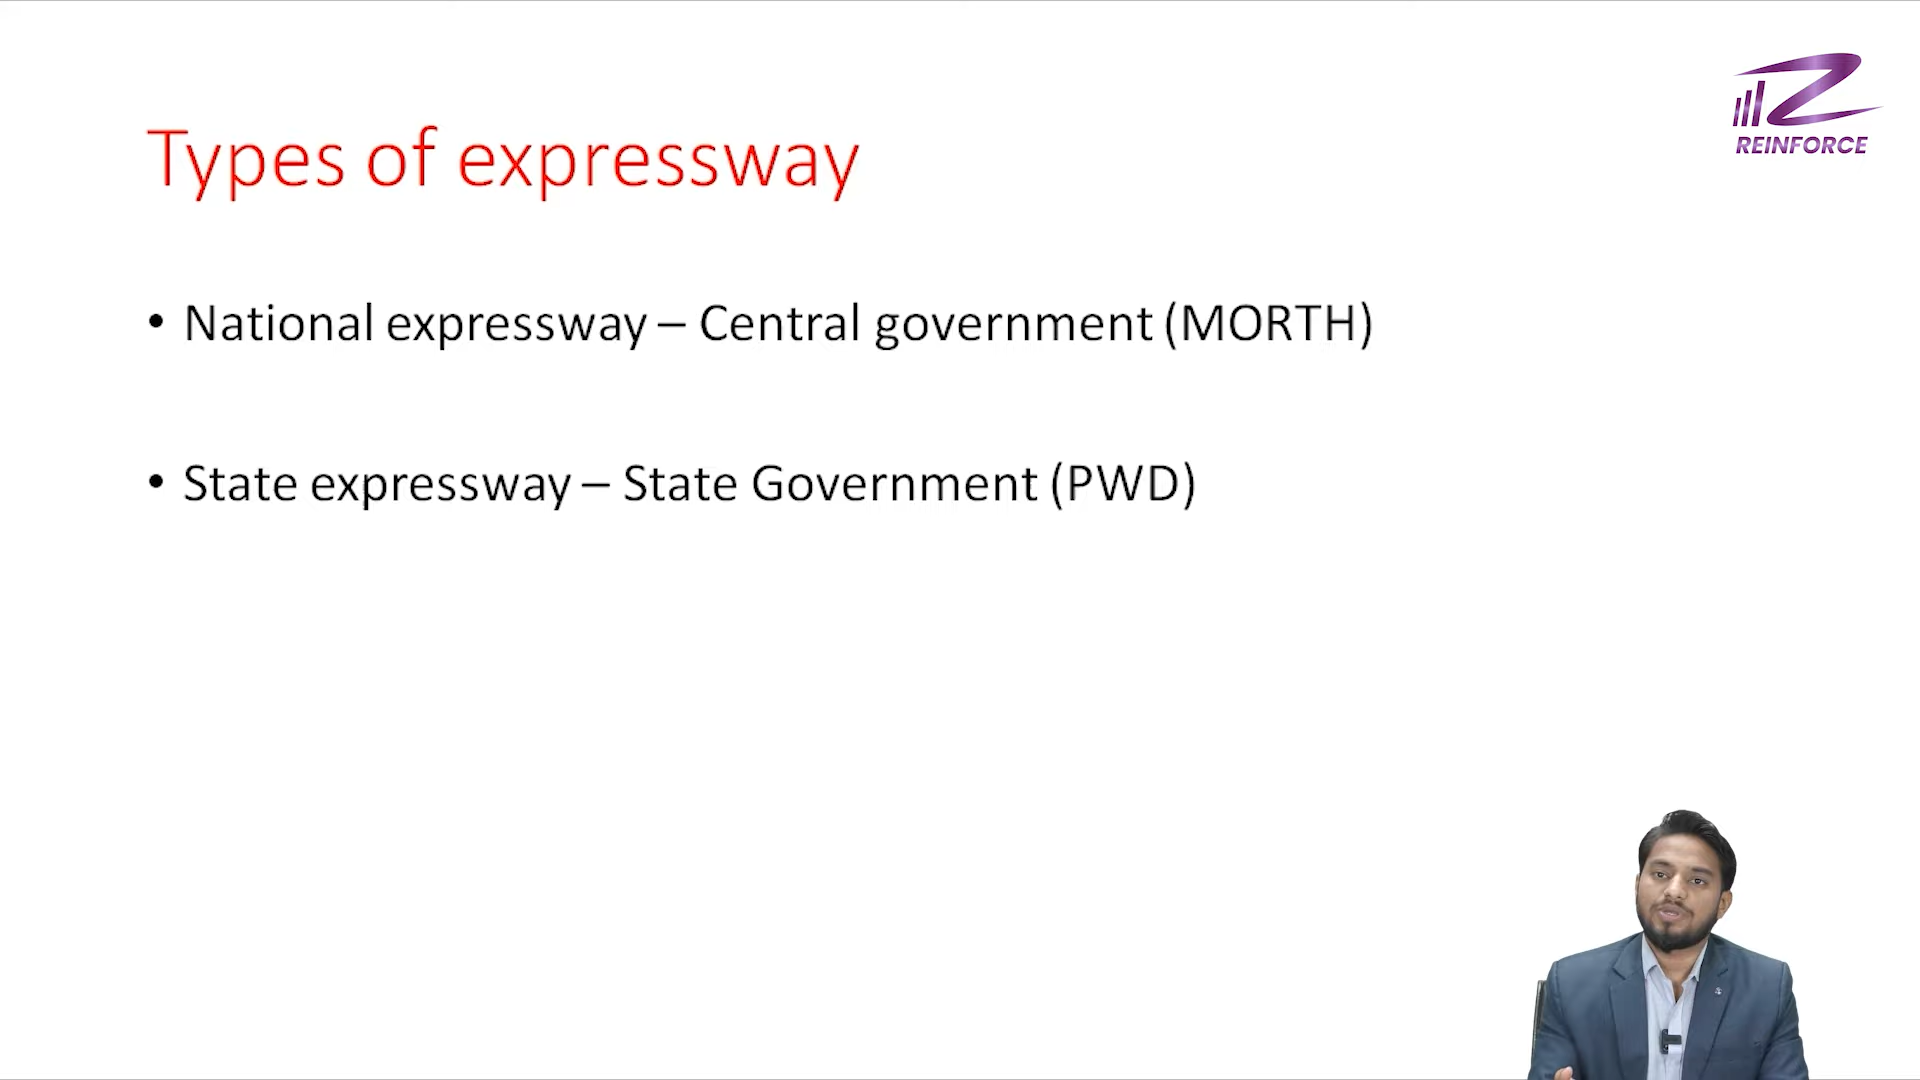 REINFORCE
Types of expressway
• National expressway – Central government (MORTH)
• State expressway – State Government (PWD)